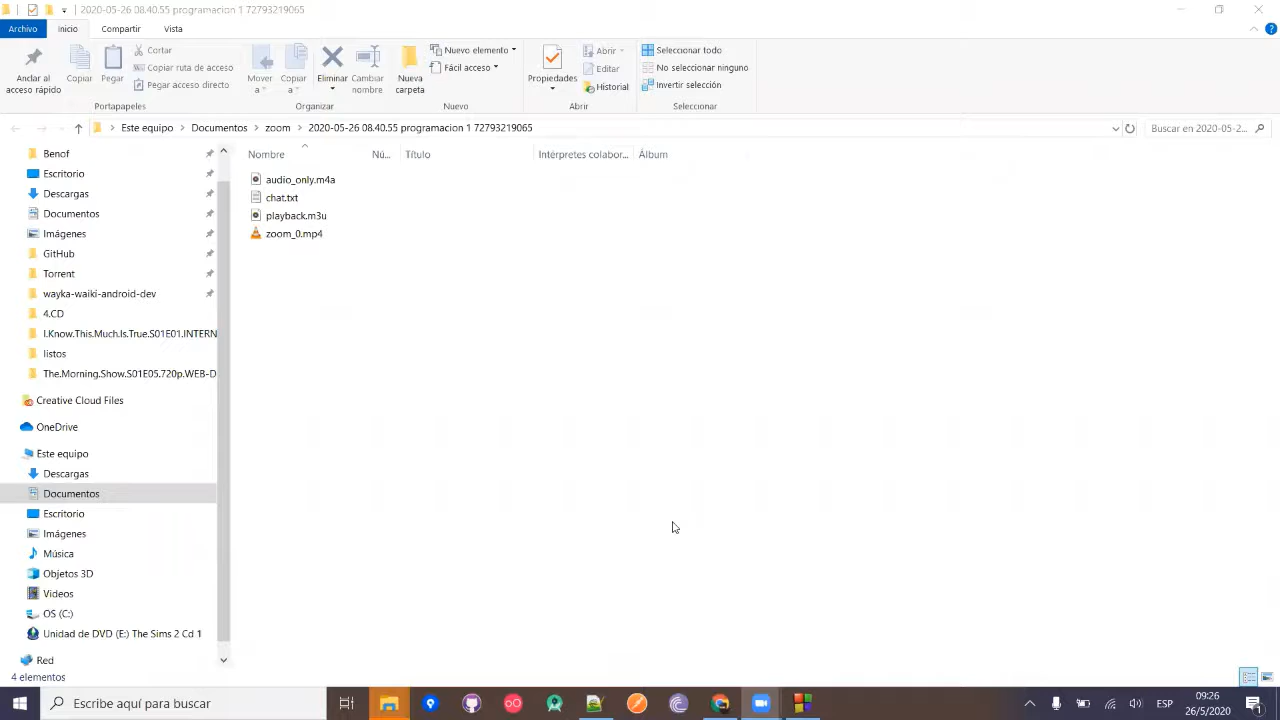 2020-05-26 08.40.55 programacion 1 72793219065
Archivo Inicio Compartir Vista
Anclar al acceso rápido
Copiar
Pegar
Cortar
Copiar ruta de acceso
Pegar acceso directo
Portapapeles
Mover a
Copiar a
Eliminar
Cambiar nombre
Organizar
Nueva carpeta
Nuevo elemento
Fácil acceso
Nuevo
Propiedades
Abrir
Editar
Historial
Abrir
Seleccionar todo
No seleccionar ninguno
Invertir selección
Seleccionar
Este equipo > Documentos > zoom > 2020-05-26 08.40.55 programacion 1 72793219065
Buscar en 2020-05-2...
Nombre Nú... Título Intérpretes colabor... Álbum
audio_only.m4a
chat.txt
playback.m3u
zoom_0.mp4
Benof
Escritorio
Descargas
Documentos
Imágenes
GitHub
Torrent
wayka-waiki-android-dev
4.CD
I.Know.This.Much.Is.True.S01E01.INTERN
listos
The.Morning.Show.S01E05.720p.WEB-D
Creative Cloud Files
OneDrive
Este equipo
Descargas
Documentos
Escritorio
Imágenes
Música
Objetos 3D
Videos
OS (C:)
Unidad de DVD (E:) The Sims 2 Cd 1
Red
4 elementos
Escribe aquí para buscar
ESP
09:26
26/5/2020